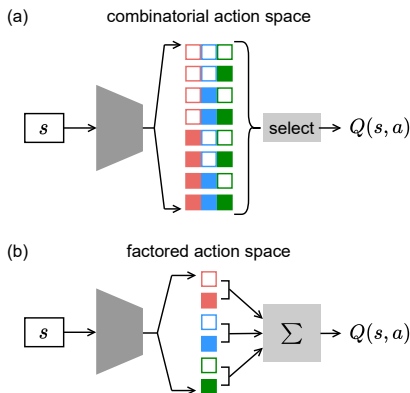 (a) combinatorial action space
s
select
Q(s, a)
(b) factored action space
s
∑
Q(s, a)